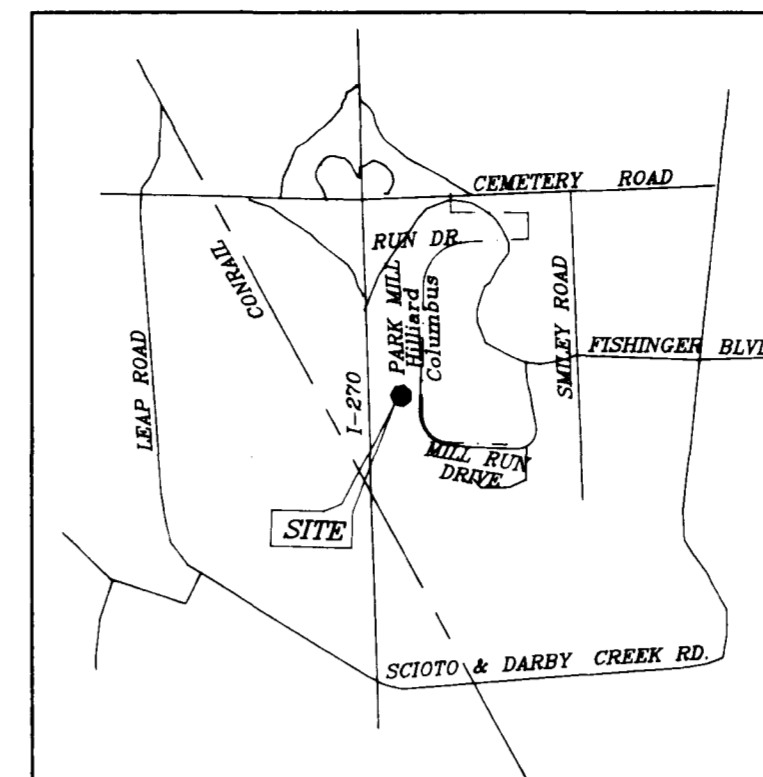 CEMETERY ROAD
RUN DR.
PARK MILL
Hilliard
Columbus
CONRAIL
LEAP ROAD
I-270
SMILEY ROAD
FISHINGER BLVD
MILL RUN
DRIVE
SITE
SCIOTO & DARBY CREEK RD.